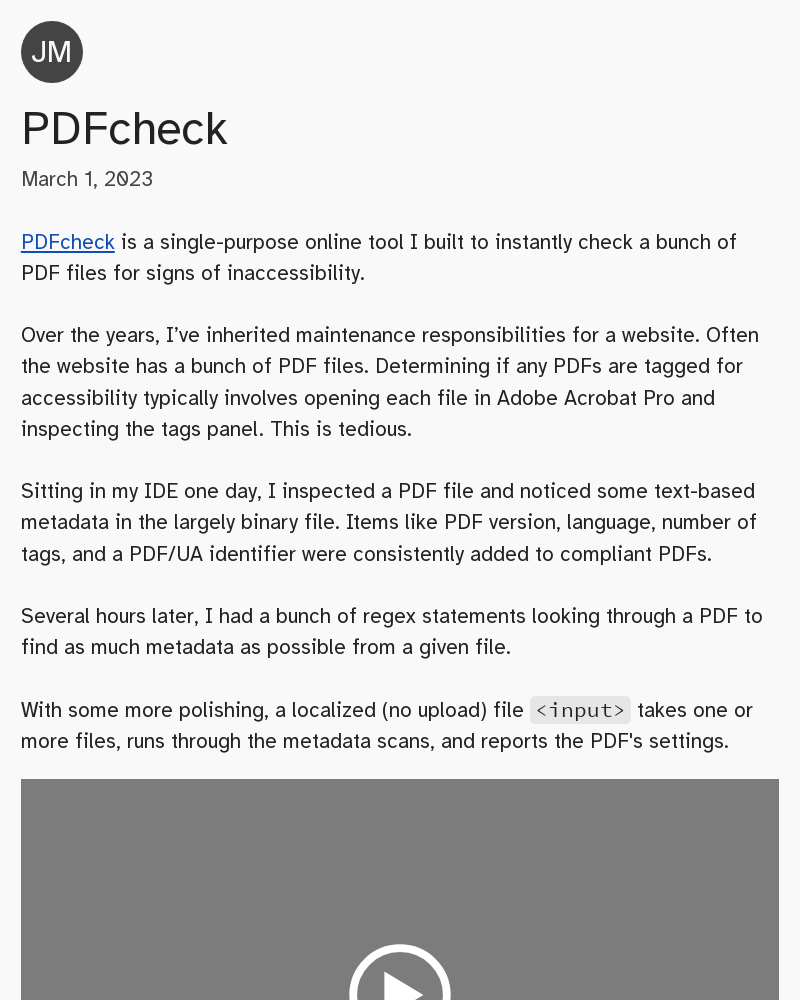 JM
PDFcheck
March 1, 2023
PDFcheck is a single-purpose online tool I built to instantly check a bunch of
PDF files for signs of inaccessibility.
Over the years, I’ve inherited maintenance responsibilities for a website. Often
the website has a bunch of PDF files. Determining if any PDFs are tagged for
accessibility typically involves opening each file in Adobe Acrobat Pro and
inspecting the tags panel. This is tedious.
Sitting in my IDE one day, I inspected a PDF file and noticed some text-based
metadata in the largely binary file. Items like PDF version, language, number of
tags, and a PDF/UA identifier were consistently added to compliant PDFs.
Several hours later, I had a bunch of regex statements looking through a PDF to
find as much metadata as possible from a given file.
With some more polishing, a localized (no upload) file <input> takes one or
more files, runs through the metadata scans, and reports the PDF's settings.